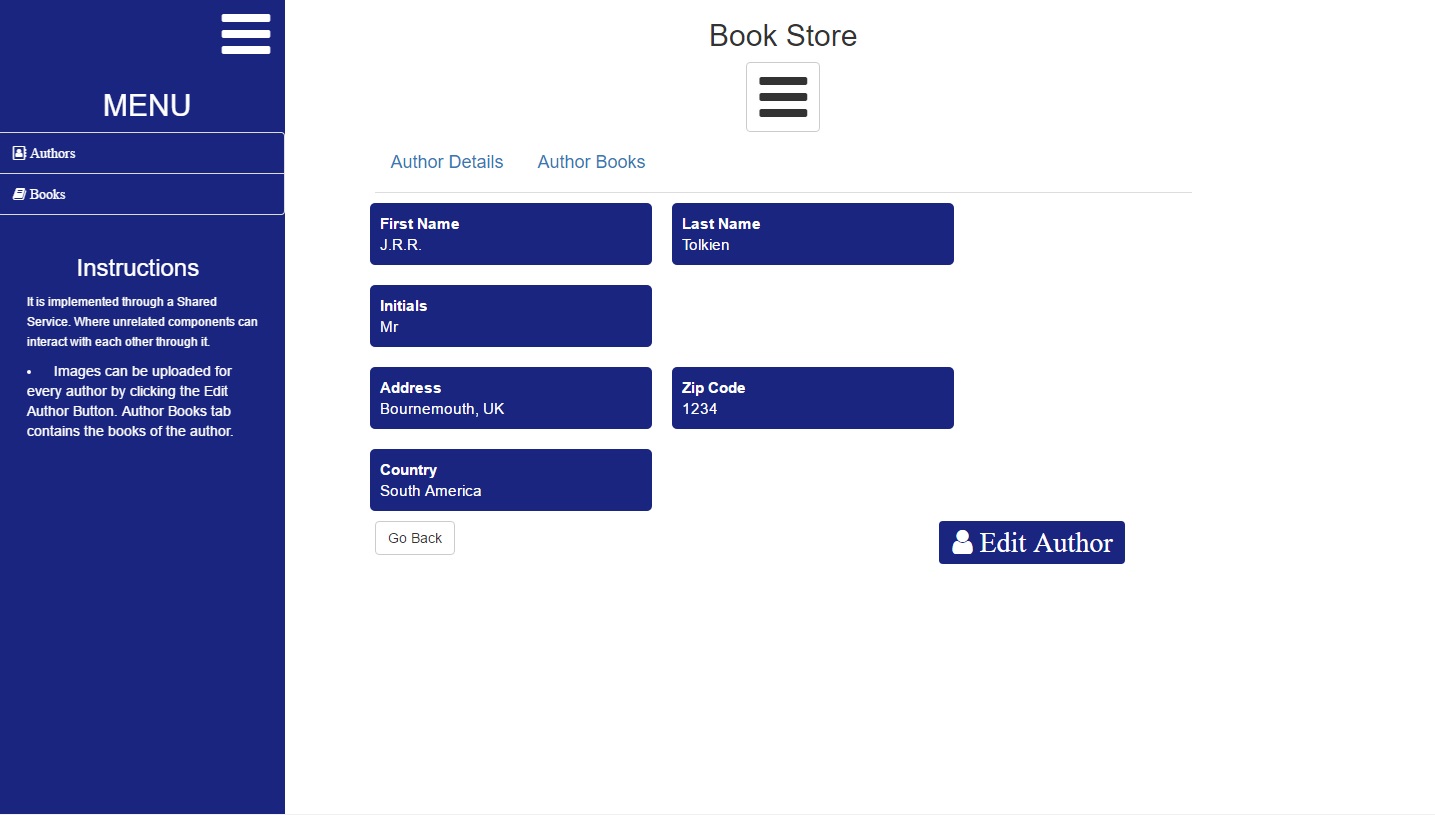 MENU
Authors
Books
Instructions
It is implemented through a Shared
Service. Where unrelated components can
interact with each other through it.
• Images can be uploaded for
every author by clicking the Edit
Author Button. Author Books tab
contains the books of the author.
Book Store
Author Details Author Books
First Name
J.R.R.
Last Name
Tolkien
Initials
Mr
Address
Bournemouth, UK
Zip Code
1234
Country
South America
Go Back
Edit Author